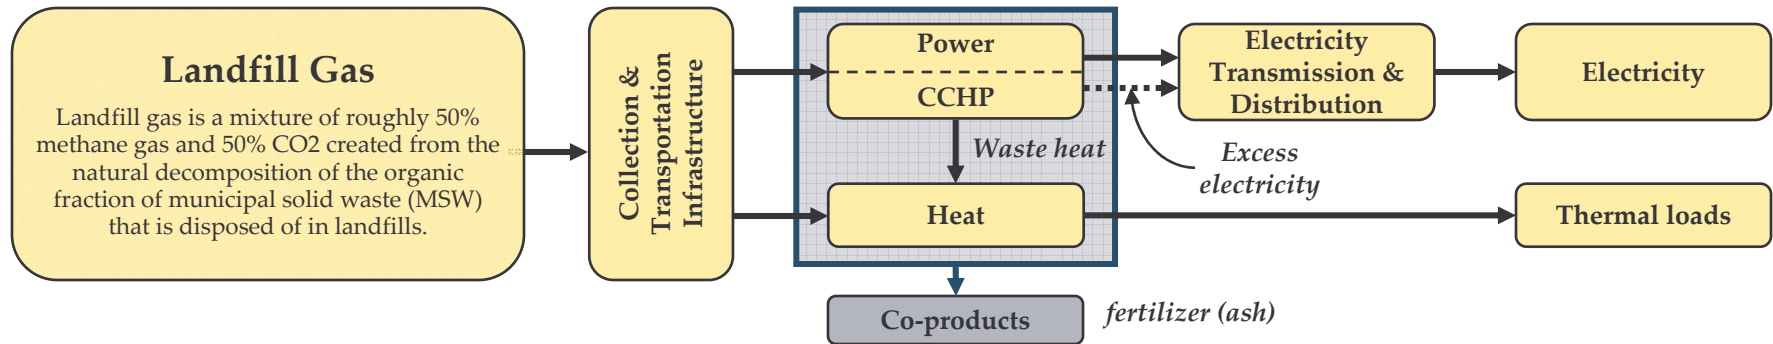 Landfill Gas
Landfill gas is a mixture of roughly 50%
methane gas and 50% CO2 created from the
natural decomposition of the organic
fraction of municipal solid waste (MSW)
that is disposed of in landfills.
Collection &
Transportation
Infrastructure
Power
CCHP
Waste heat
Heat
Excess
electricity
Electricity
Transmission &
Distribution
Electricity
Thermal loads
Co-products
fertilizer (ash)